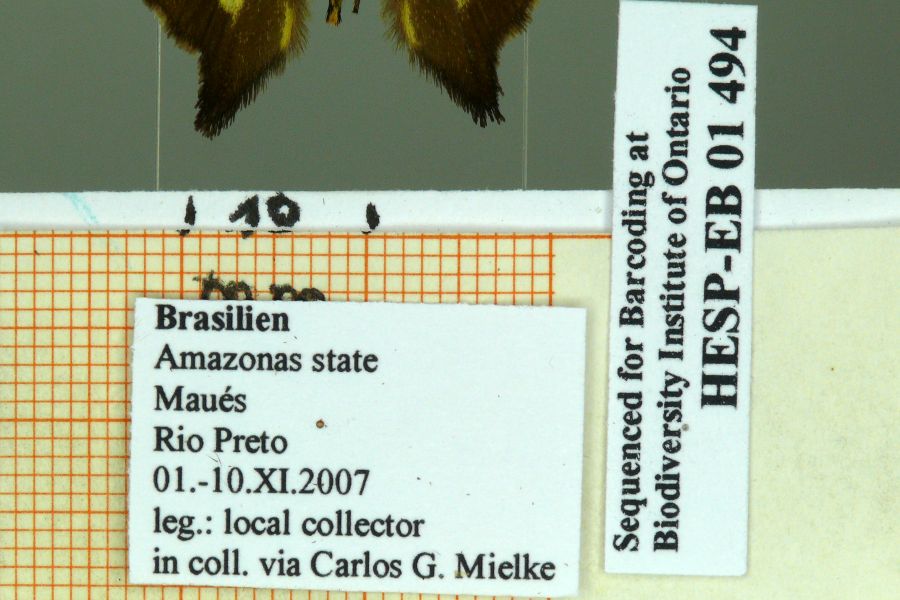 10
Brasilien
Amazonas state
Maués
Rio Preto
01.-10.XI.2007
leg.: local collector
in coll. via Carlos G. Mielke
Sequenced for Barcoding at
Biodiversity Institute of Ontario
HESP-EB 01 494